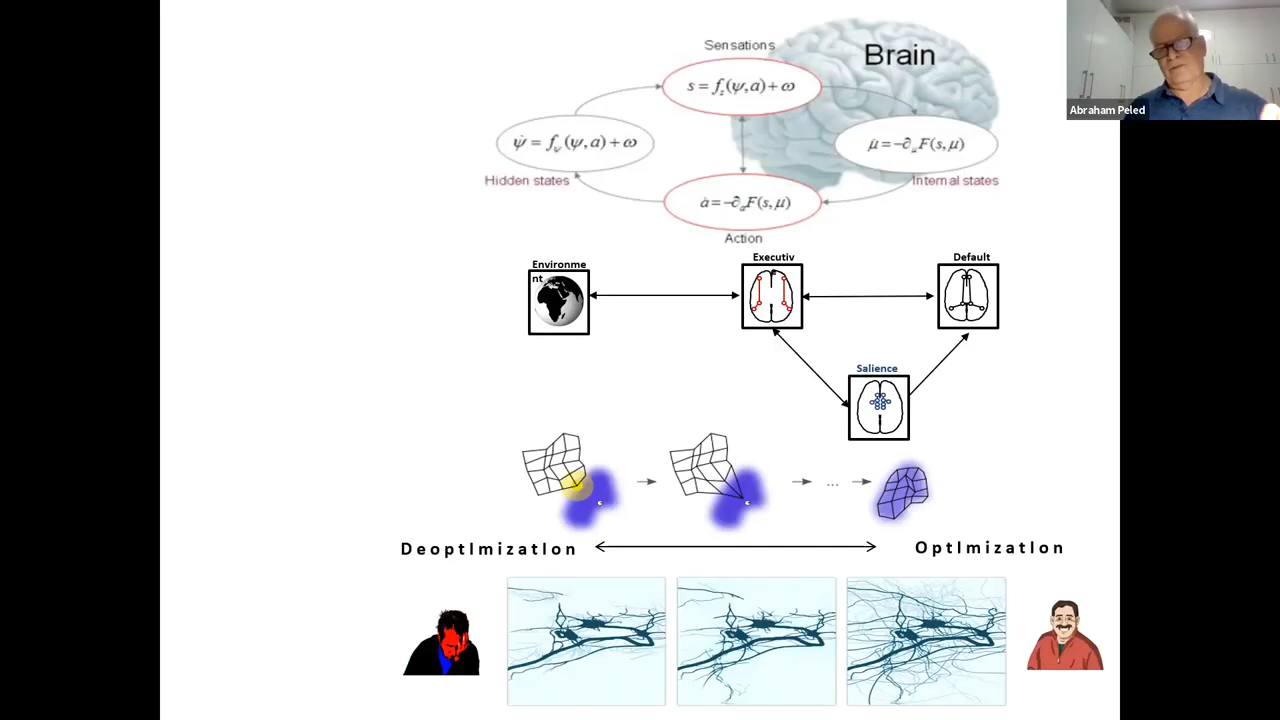 Sensations
Brain
s = f_s(ψ,a) + ω
ψ̇ = f_ψ(ψ,a) + ω
μ̇ = −∂_μF(s,μ)
Hidden states
Internal states
ȧ = −∂_aF(s,μ)
Action
Environme
nt
Executiv
Default
Salience
...
DeoptImIzatIon
OptImIzatIon
Abraham Peled